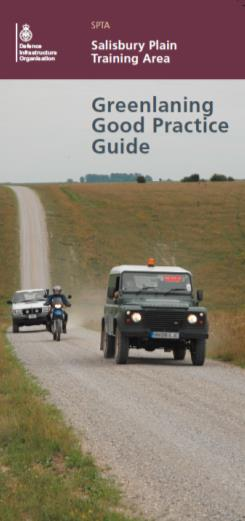 Defence
Infrastructure
Organisation
SPTA
Salisbury Plain
Training Area
Greenlaning
Good Practice
Guide